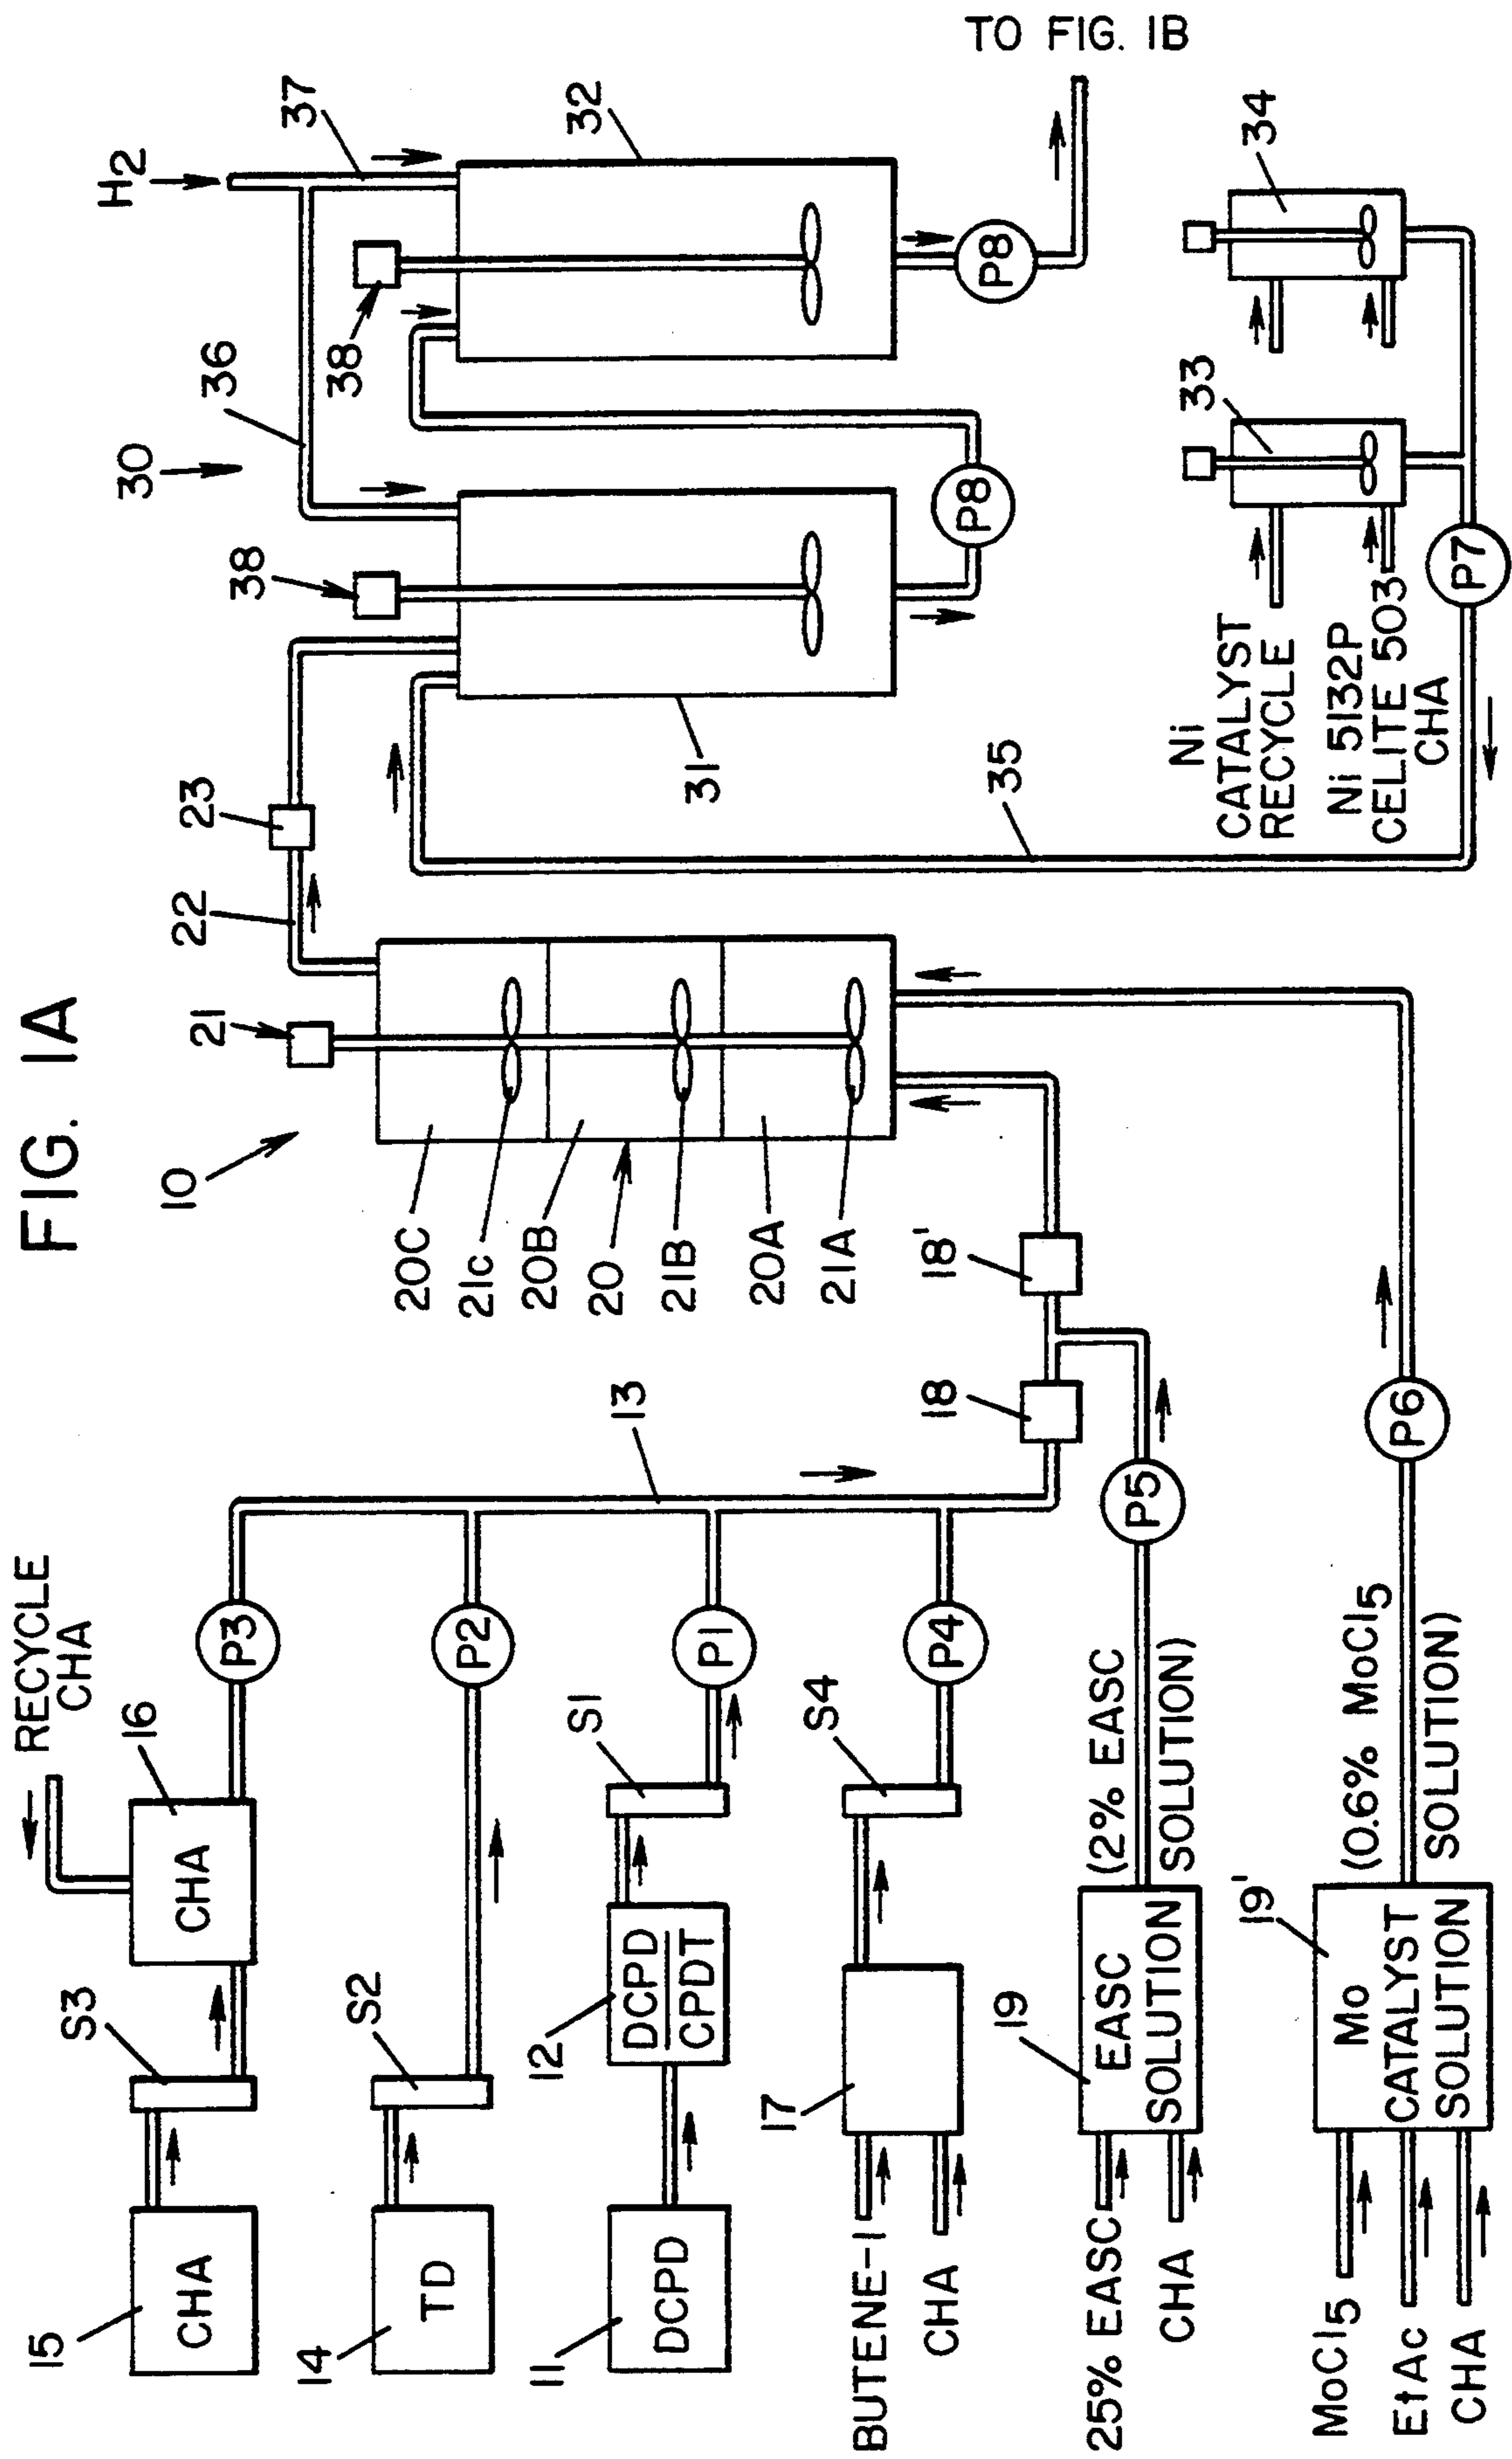 FIG. 1A
10
RECYCLE
CHA
15
CHA
S3
16
CHA
P3
14
TD
S2
P2
11
DCPD
12
DCPD
CPDT
S1
P1
13
BUTENE-1
CHA
17
S4
P4
25% EASC
CHA
19
EASC
SOLUTION
(2% EASC
SOLUTION)
P5
18
18'
MoCl5
EtAc
CHA
19'
Mo
CATALYST
SOLUTION
(0.6% MoCl5
SOLUTION)
P6
20C
21c
20B
20
21B
20A
21A
21
22
23
30
38
36
38
H2
37
31
32
P8
P8
TO FIG. 1B
35
Ni
CATALYST
RECYCLE
Ni 5132P
CELITE 503
CHA
33
34
P7